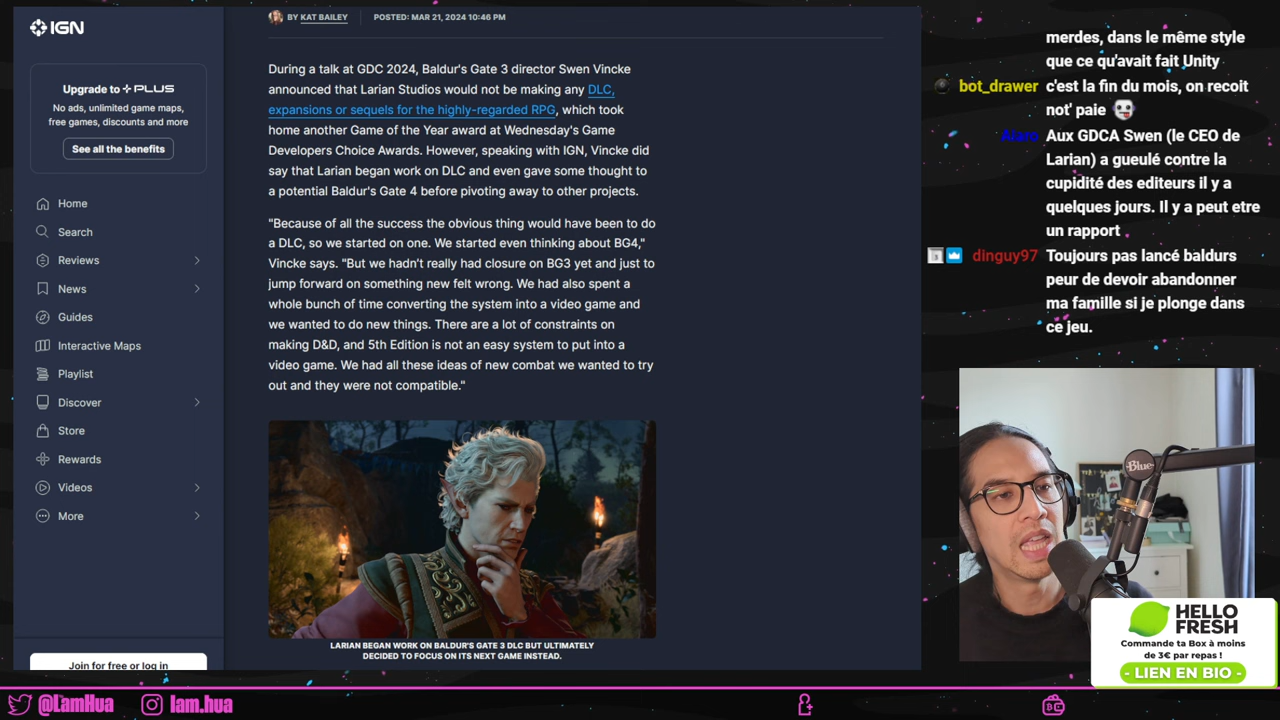 IGN
Upgrade to PLUS
No ads, unlimited game maps,
free games, discounts and more
See all the benefits
Home
Search
Reviews
News
Guides
Interactive Maps
Playlist
Discover
Store
Rewards
Videos
More
Join for free or log in
BY KAT BAILEY
POSTED: MAR 21, 2024 10:46 PM
During a talk at GDC 2024, Baldur's Gate 3 director Swen Vincke
announced that Larian Studios would not be making any DLC,
expansions or sequels for the highly-regarded RPG, which took
home another Game of the Year award at Wednesday's Game
Developers Choice Awards. However, speaking with IGN, Vincke did
say that Larian began work on DLC and even gave some thought to
a potential Baldur's Gate 4 before pivoting away to other projects.
"Because of all the success the obvious thing would have been to do
a DLC, so we started on one. We started even thinking about BG4,"
Vincke says. "But we hadn't really had closure on BG3 yet and just to
jump forward on something new felt wrong. We had also spent a
whole bunch of time converting the system into a video game and
we wanted to do new things. There are a lot of constraints on
making D&D, and 5th Edition is not an easy system to put into a
video game. We had all these ideas of new combat we wanted to try
out and they were not compatible."
LARIAN BEGAN WORK ON BALDUR'S GATE 3 DLC BUT ULTIMATELY
DECIDED TO FOCUS ON ITS NEXT GAME INSTEAD.
merdes, dans le même style
que ce qu'avait fait Unity
bot_drawer c'est la fin du mois, on recoit
not' paie
Aux GDCA Swen (le CEO de
Larian) a gueulé contre la
cupidité des editeurs il y a
quelques jours. Il y a peut etre
un rapport
dinguy97 Toujours pas lancé baldurs
peur de devoir abandonner
ma famille si je plonge dans
ce jeu.
Blue
HELLO
FRESH
Commande ta Box à moins
de 3€ par repas !
- LIEN EN BIO -
@LamHua
lam.hua